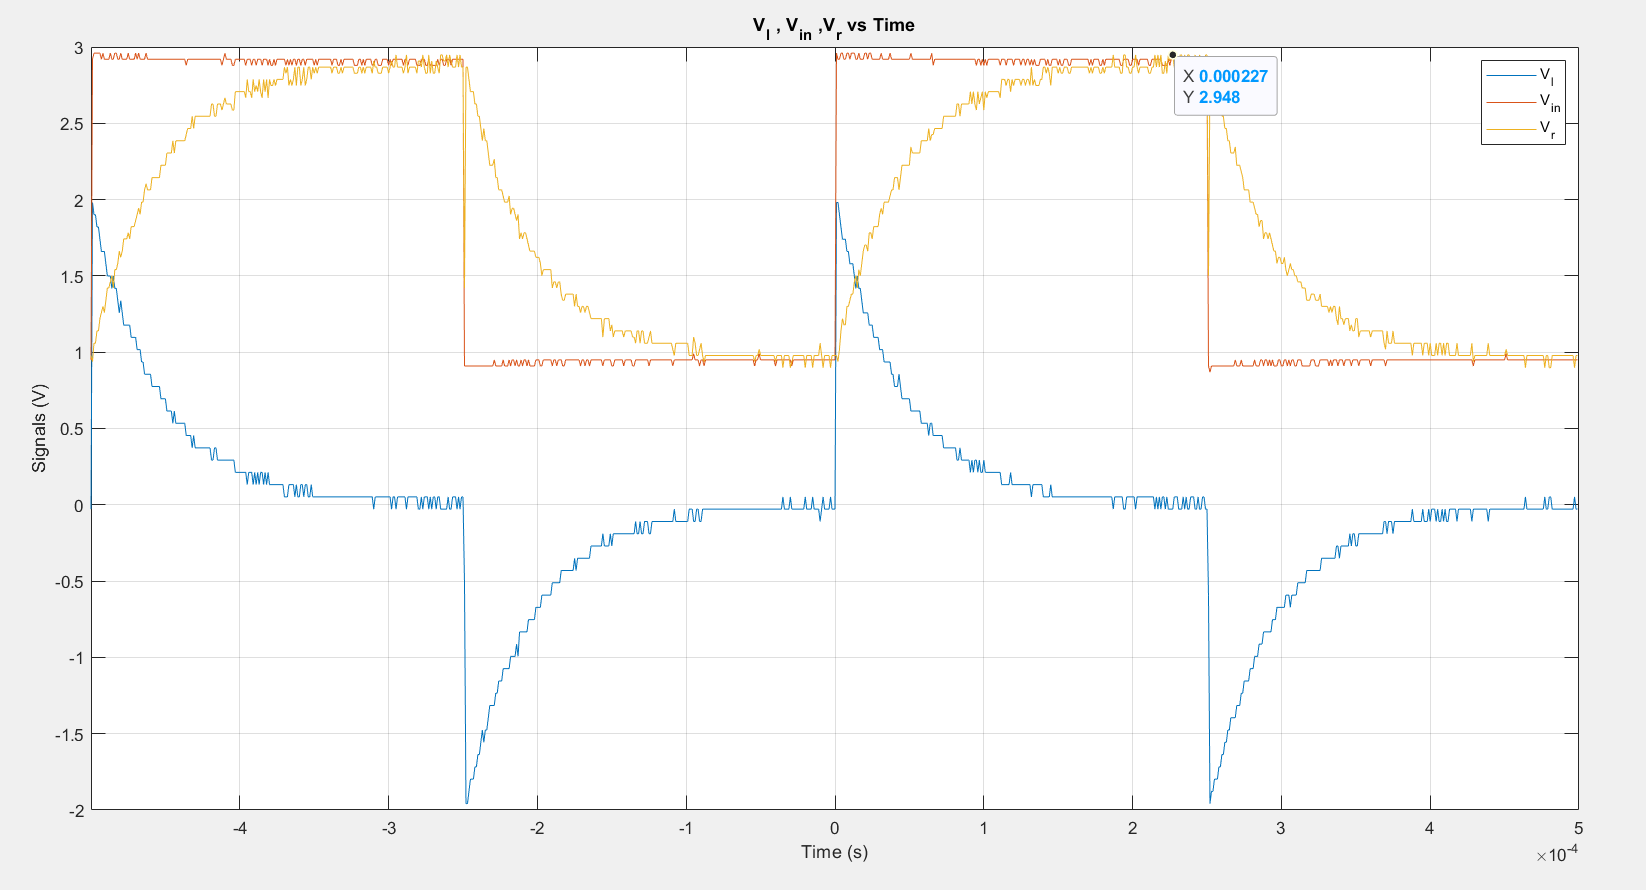 V_l , V_in ,V_r vs Time
3
2.5
2
1.5
1
0.5
0
-0.5
-1
-1.5
-2
Signals (V)
X 0.000227
Y 2.948
V_l
V_in
V_r
-4 -3 -2 -1 0 1 2 3 4 5
Time (s)
×10^-4